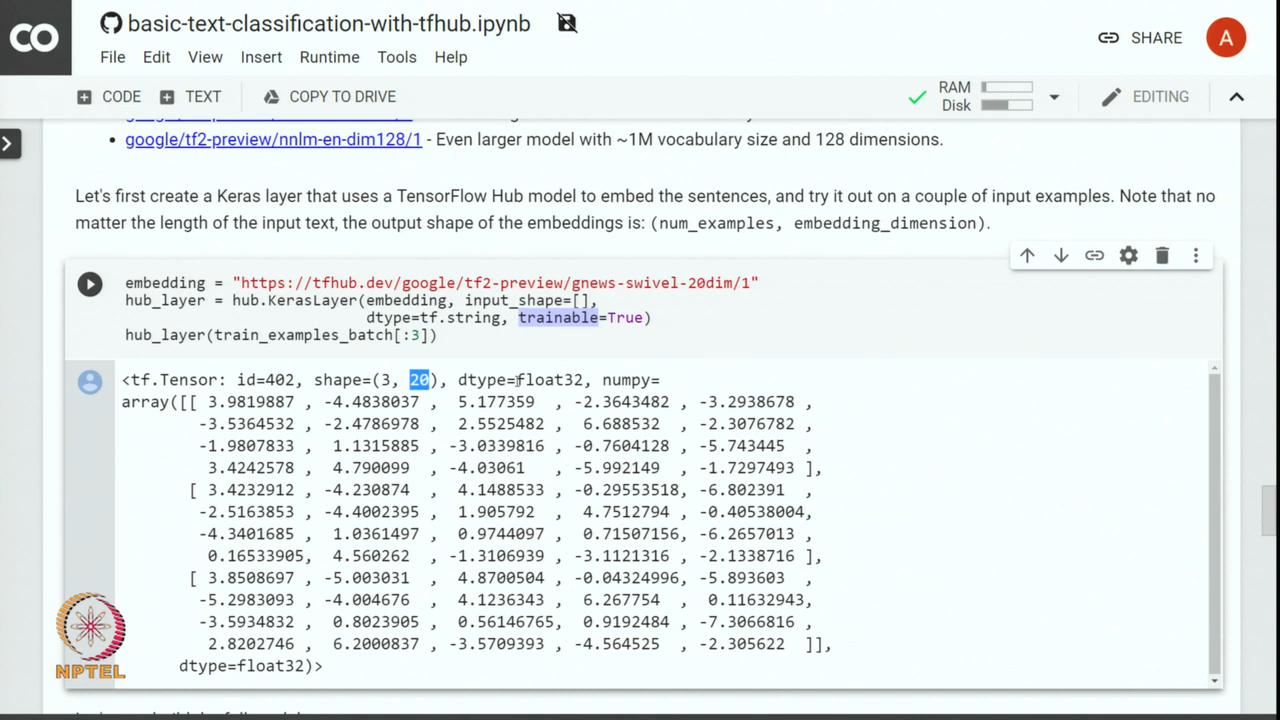 CO basic-text-classification-with-tfhub.ipynb
File Edit View Insert Runtime Tools Help
SHARE A
CODE TEXT COPY TO DRIVE RAM Disk EDITING
google/tf2-preview/nnlm-en-dim128/1 - Even larger model with ~1M vocabulary size and 128 dimensions.
Let's first create a Keras layer that uses a TensorFlow Hub model to embed the sentences, and try it out on a couple of input examples. Note that no
matter the length of the input text, the output shape of the embeddings is: (num_examples, embedding_dimension).
embedding = "https://tfhub.dev/google/tf2-preview/gnews-swivel-20dim/1"
hub_layer = hub.KerasLayer(embedding, input_shape=[],
dtype=tf.string, trainable=True)
hub_layer(train_examples_batch[:3])
<tf.Tensor: id=402, shape=(3, 20), dtype=float32, numpy=
array([[ 3.9819887 , -4.4838037 , 5.177359 , -2.3643482 , -3.2938678 ,
-3.5364532 , -2.4786978 , 2.5525482 , 6.688532 , -2.3076782 ,
-1.9807833 , 1.1315885 , -3.0339816 , -0.7604128 , -5.743445 ,
3.4242578 , 4.790099 , -4.03061 , -5.992149 , -1.7297493 ],
[ 3.4232912 , -4.230874 , 4.1488533 , -0.29553518, -6.802391 ,
-2.5163853 , -4.4002395 , 1.905792 , 4.7512794 , -0.40538004,
-4.3401685 , 1.0361497 , 0.9744097 , 0.71507156, -6.2657013 ,
0.16533905, 4.560262 , -1.3106939 , -3.1121316 , -2.1338716 ],
[ 3.8508697 , -5.003031 , 4.8700504 , -0.04324996, -5.893603 ,
-5.2983093 , -4.004676 , 4.1236343 , 6.267754 , 0.11632943,
-3.5934832 , 0.8023905 , 0.56146765, 0.9192484 , -7.3066816 ,
2.8202746 , 6.2000837 , -3.5709393 , -4.564525 , -2.305622 ]],
dtype=float32)>
NPTEL